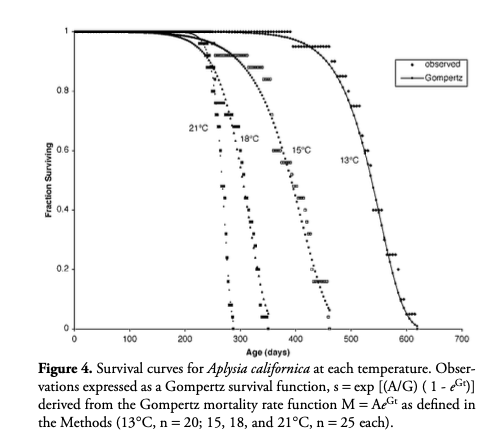 1
0.8
0.6
0.4
0.2
0
Fraction Surviving
observed
Gompertz
21°C
18°C
15°C
13°C
0 100 200 300 400 500 600 700
Age (days)
Figure 4. Survival curves for Aplysia californica at each temperature. Obser-
vations expressed as a Gompertz survival function, s = exp [(A/G) ( 1 - eGt)]
derived from the Gompertz mortality rate function M = AeGt as defined in
the Methods (13°C, n = 20; 15, 18, and 21°C, n = 25 each).